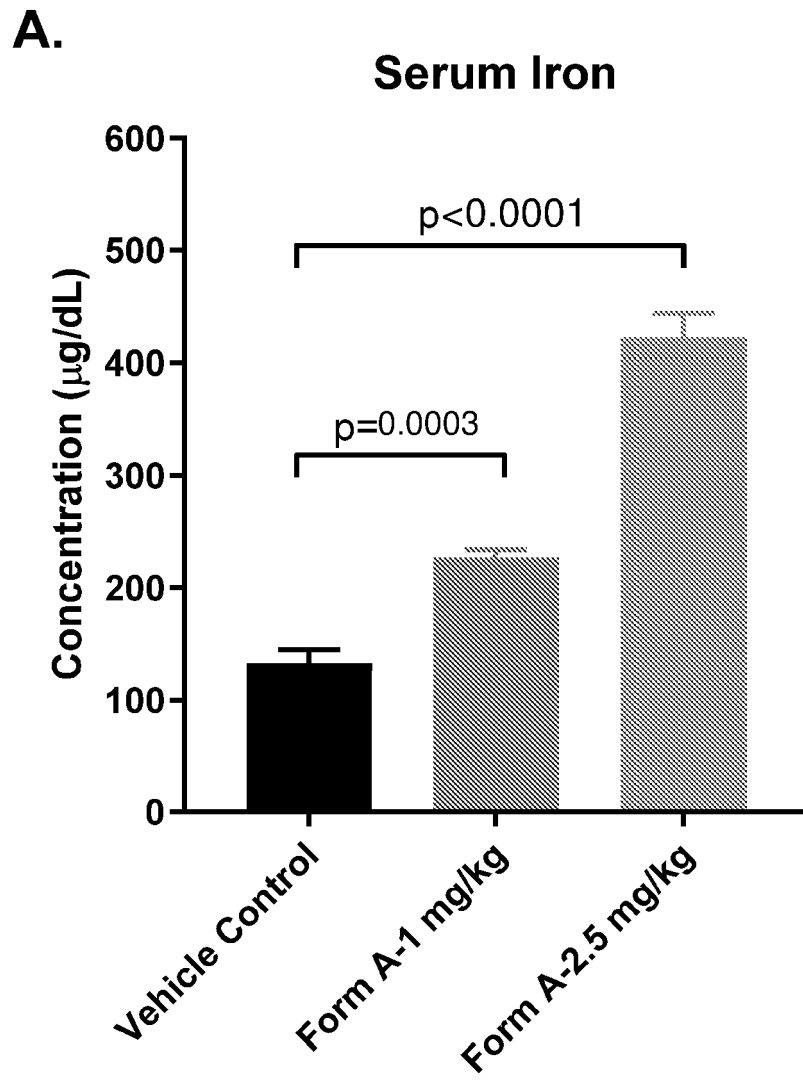 A.
Serum Iron
Concentration (μg/dL)
600
500
400
300
200
100
0
p<0.0001
p=0.0003
Vehicle Control
Form A-1 mg/kg
Form A-2.5 mg/kg